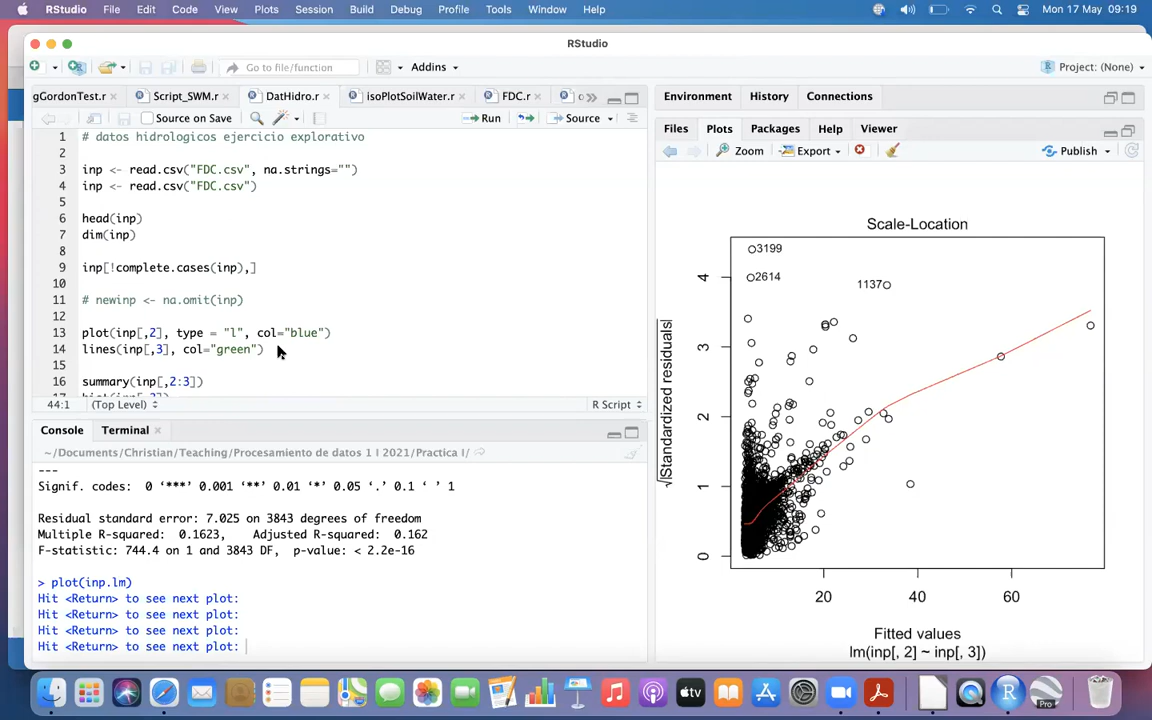 RStudio File Edit Code View Plots Session Build Debug Profile Tools Window Help Mon 17 May 09:19
RStudio
Go to file/function Addins Project: (None)
gGordonTest.r Script_SWM.r DatHidro.r isoPlotSoilWater.r FDC.r
Source on Save Run Source
1 # datos hidrologicos ejercicio explorativo
2
3 inp <- read.csv("FDC.csv", na.strings="")
4 inp <- read.csv("FDC.csv")
5
6 head(inp)
7 dim(inp)
8
9 inp[!complete.cases(inp),]
10
11 # newinp <- na.omit(inp)
12
13 plot(inp[,2], type = "l", col="blue")
14 lines(inp[,3], col="green")
15
16 summary(inp[,2:3])
17
44:1 (Top Level) R Script
Console Terminal
~/Documents/Christian/Teaching/Procesamiento de datos 1 I 2021/Practica I/
---
Signif. codes: 0 ‘***’ 0.001 ‘**’ 0.01 ‘*’ 0.05 ‘.’ 0.1 ‘ ’ 1
Residual standard error: 7.025 on 3843 degrees of freedom
Multiple R-squared: 0.1623, Adjusted R-squared: 0.162
F-statistic: 744.4 on 1 and 3843 DF, p-value: < 2.2e-16
> plot(inp.lm)
Hit <Return> to see next plot:
Hit <Return> to see next plot:
Hit <Return> to see next plot:
Hit <Return> to see next plot:
Environment History Connections
Files Plots Packages Help Viewer
Zoom Export Publish
Scale-Location
3199
2614
1137
4
3
2
1
0
√|Standardized residuals|
20 40 60
Fitted values
lm(inp[, 2] ~ inp[, 3])
tv
R
Pro